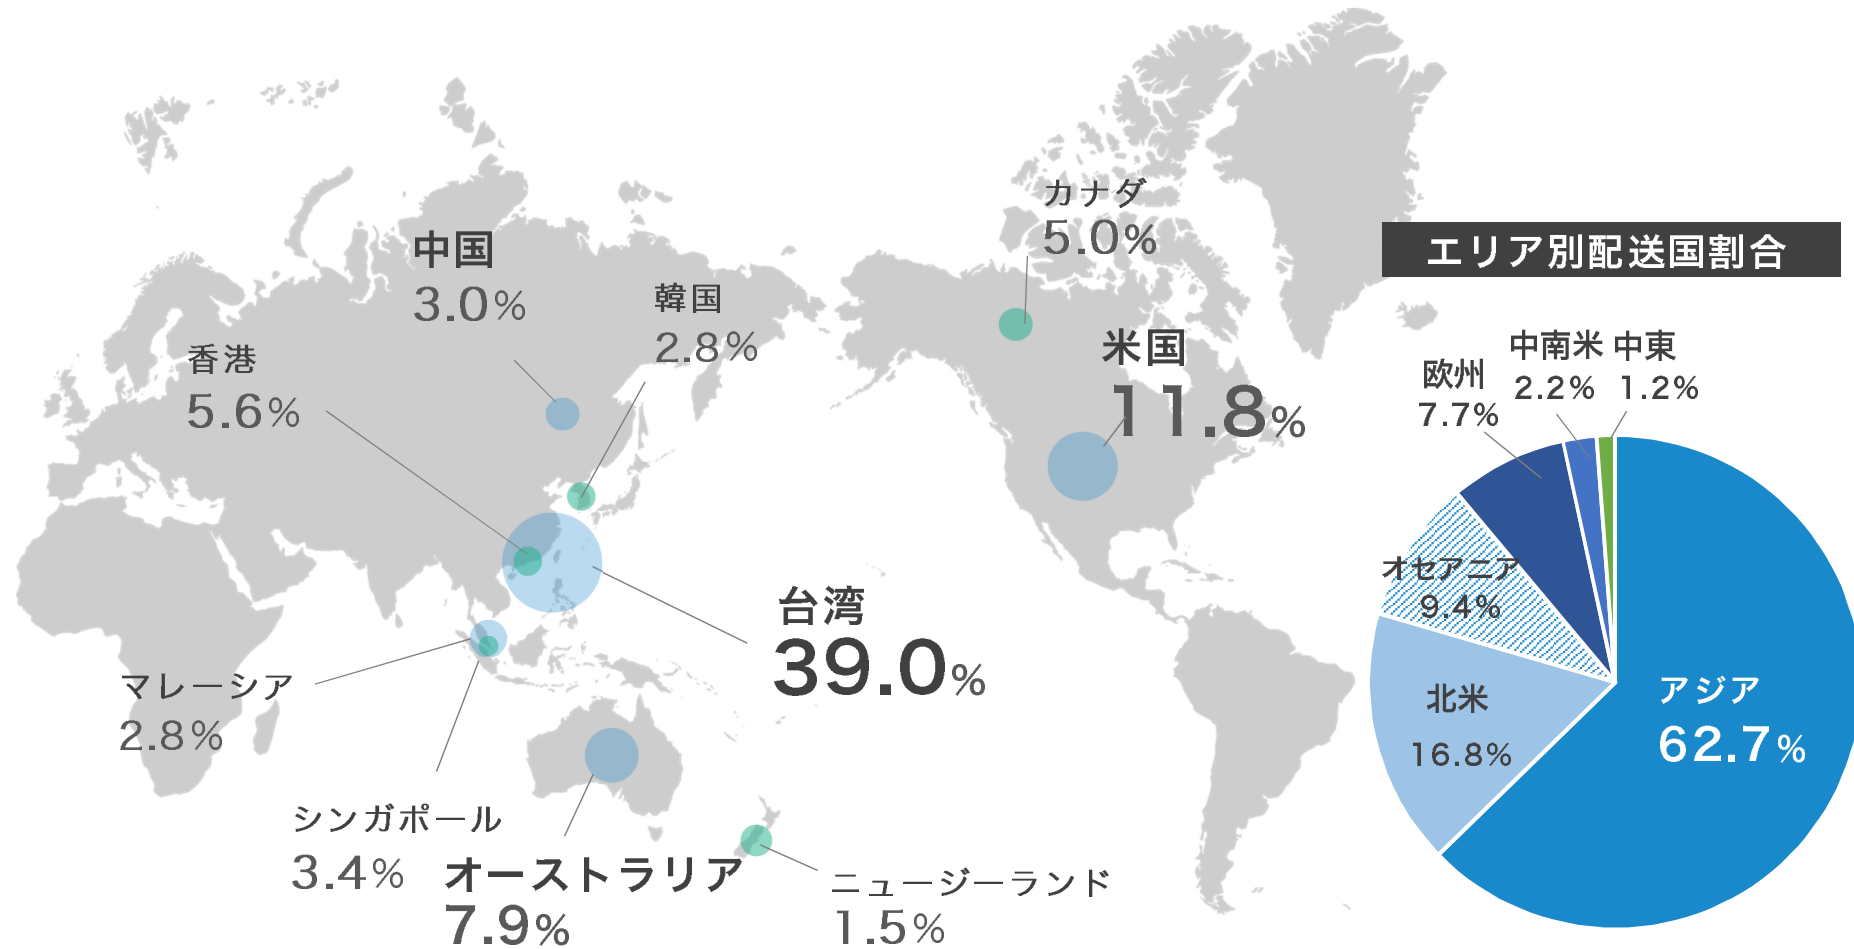 カナダ
5.0%
中国
3.0%
エリア別配送国割合
韓国
2.8%
香港
5.6%
米国
11.8%
中南米
2.2%
中東
1.2%
欧州
7.7%
オセアニア
9.4%
台湾
39.0%
マレーシア
2.8%
北米
16.8%
アジア
62.7%
シンガポール
3.4%
オーストラリア
7.9%
ニュージーランド
1.5%